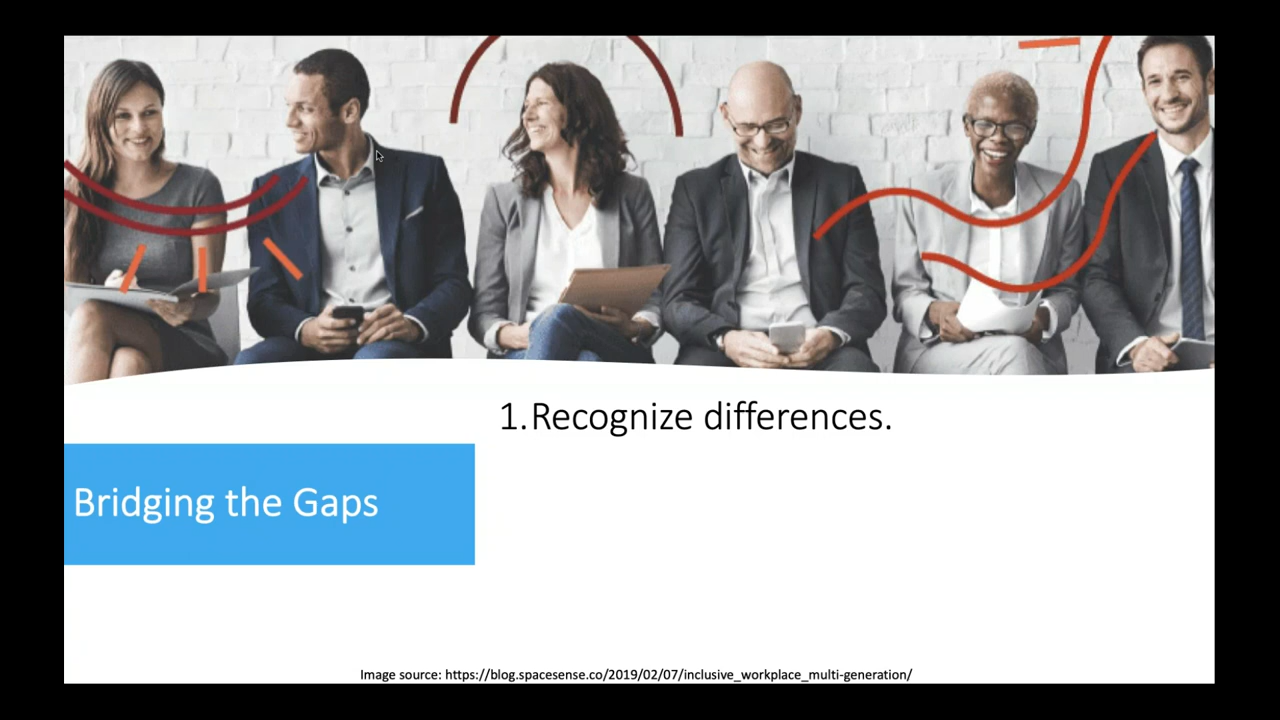 1.Recognize differences.
Bridging the Gaps
Image source: https://blog.spacesense.co/2019/02/07/inclusive_workplace_multi-generation/